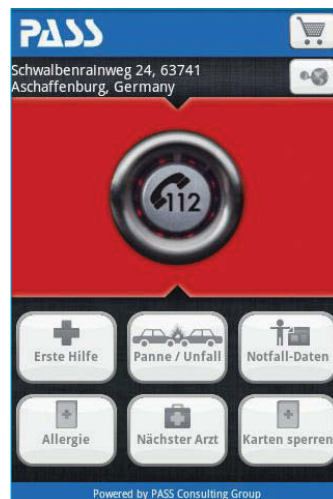 PASS
Schwalbenrainweg 24, 63741
Aschaffenburg, Germany
112
Erste Hilfe
Panne / Unfall
Notfall-Daten
Allergie
Nächster Arzt
Karten sperren
Powered by PASS Consulting Group